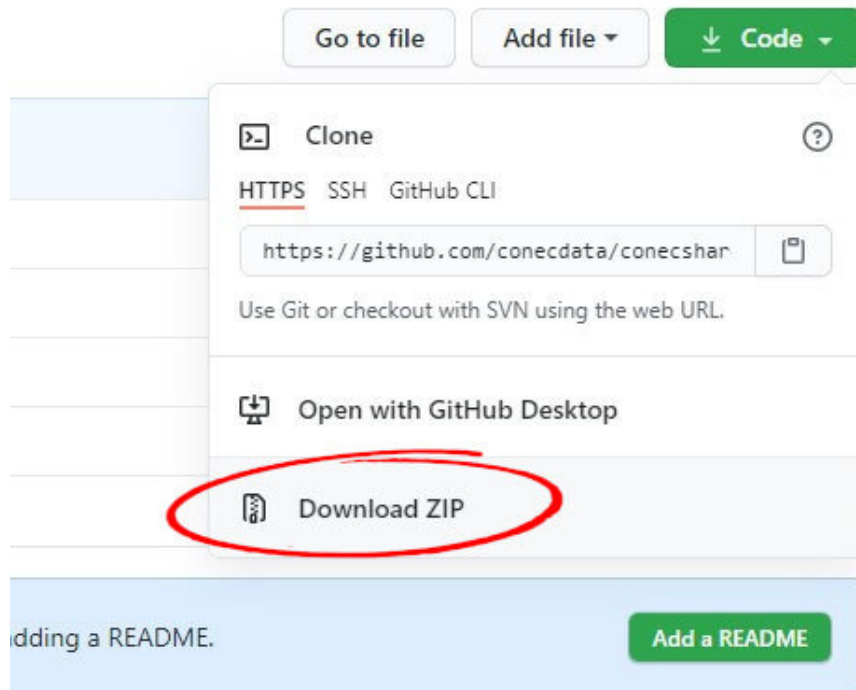 Go to file
Add file
Code
Clone
HTTPS SSH GitHub CLI
https://github.com/conecdata/conecshar
Use Git or checkout with SVN using the web URL.
Open with GitHub Desktop
Download ZIP
dding a README.
Add a README